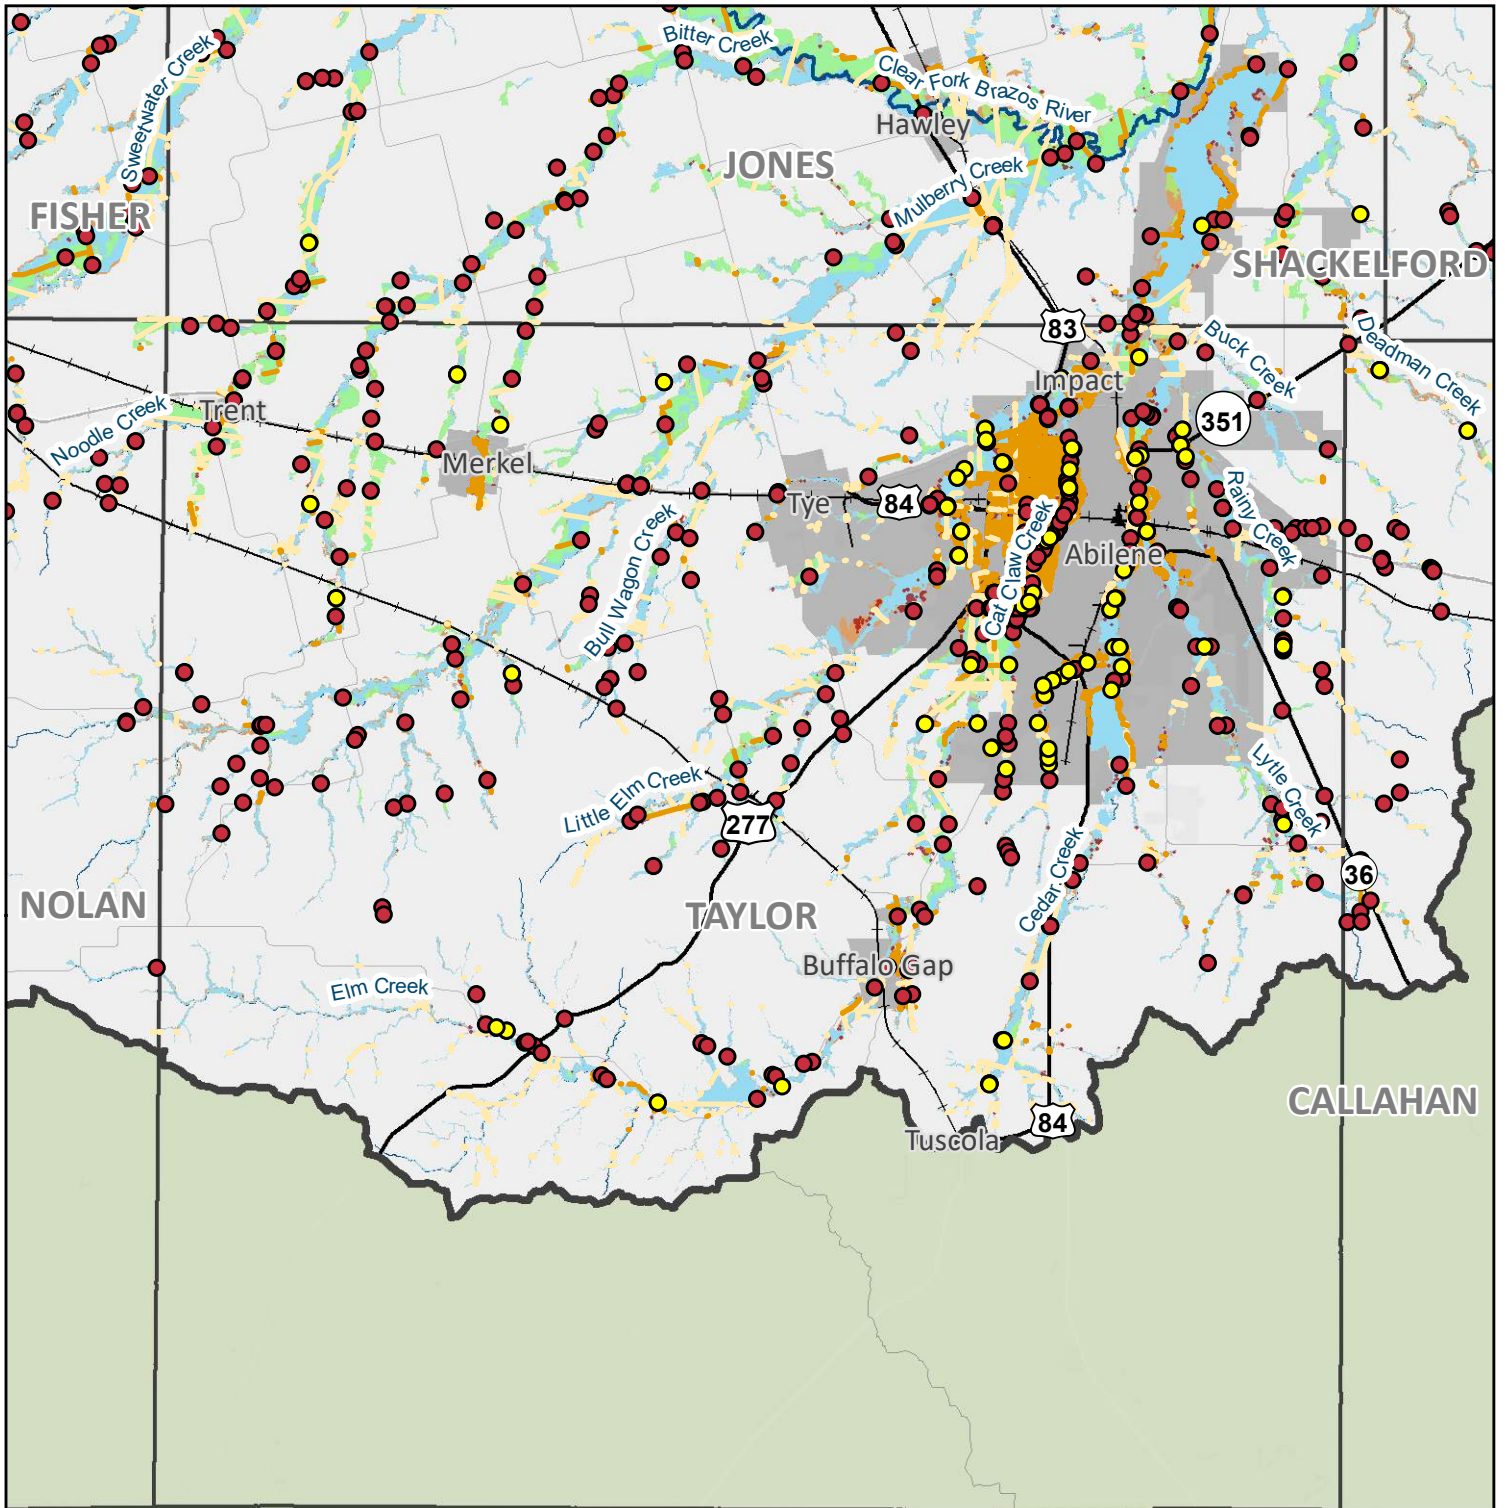 Bitter Creek
Sweetwater Creek
Clear Fork Brazos River
Hawley
JONES
Mulberry Creek
FISHER
SHACKELFORD
83
Buck Creek
Deadman Creek
Impact
Trent
351
Noodle Creek
Merkel
Rainy Creek
Tye
84
Cat Claw Creek
Abilene
Bull Wagon Creek
Lytle Creek
Little Elm Creek
277
Cedar Creek
36
NOLAN
TAYLOR
Buffalo Gap
Elm Creek
CALLAHAN
84
Tuscola